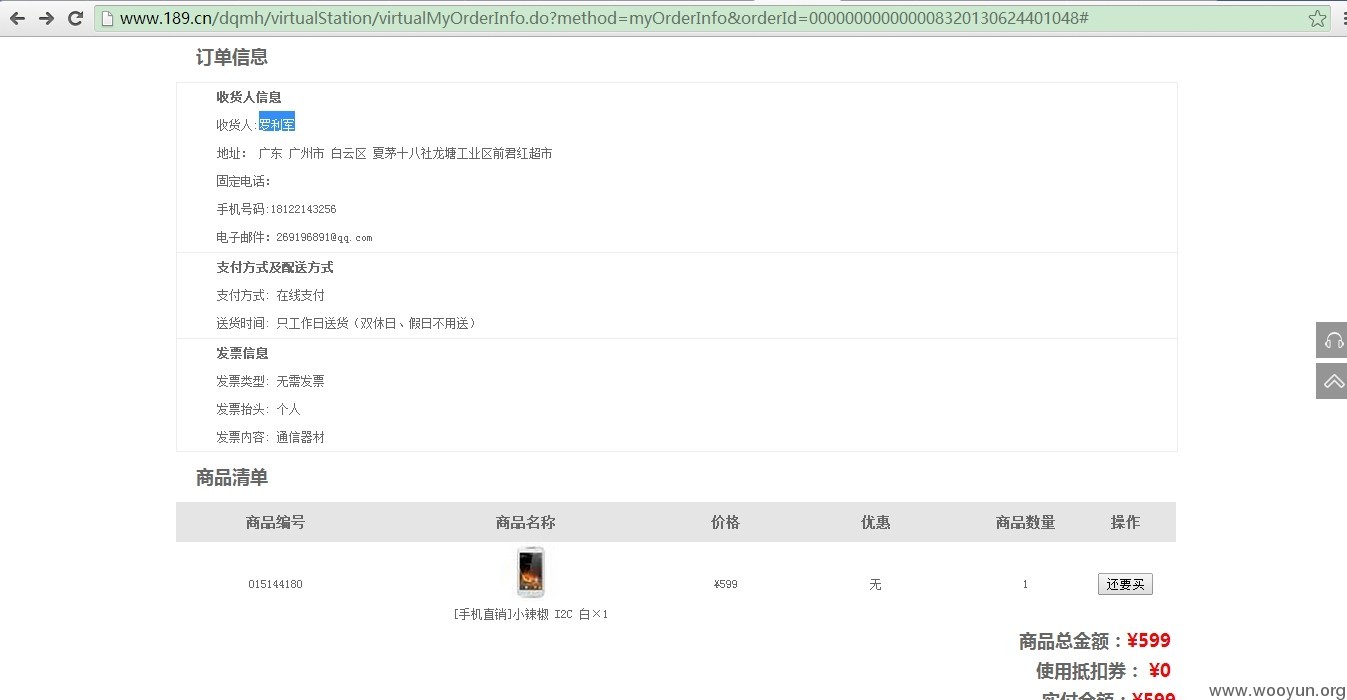 www.189.cn/dqmh/virtualStation/virtualMyOrderInfo.do?method=myOrderInfo&orderId=000000000000008320130624401048#
订单信息
收货人信息
收货人:罗利军
地址： 广东 广州市 白云区 夏茅十八社龙塘工业区前君红超市
固定电话：
手机号码:18122143256
电子邮件：269196891@qq.com
支付方式及配送方式
支付方式：在线支付
送货时间：只工作日送货（双休日、假日不用送）
发票信息
发票类型：无需发票
发票抬头：个人
发票内容：通信器材
商品清单
商品编号 商品名称 价格 优惠 商品数量 操作
015144180 ¥599 无 1 还要买
[手机直销]小辣椒 I2C 白×1
商品总金额：¥599
使用抵扣券： ¥0
实付金额：¥599
www.wooyun.org